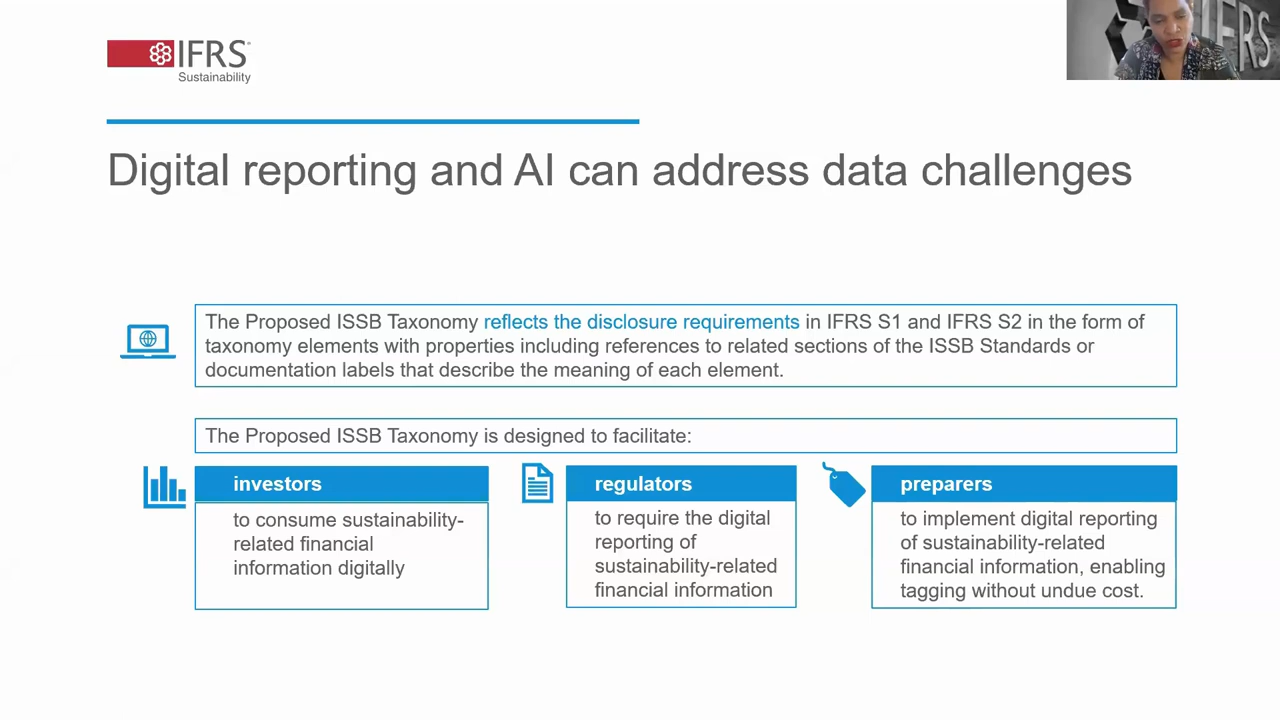 IFRS
Sustainability
IFRS
Digital reporting and AI can address data challenges
The Proposed ISSB Taxonomy reflects the disclosure requirements in IFRS S1 and IFRS S2 in the form of
taxonomy elements with properties including references to related sections of the ISSB Standards or
documentation labels that describe the meaning of each element.
The Proposed ISSB Taxonomy is designed to facilitate:
investors
to consume sustainability-
related financial
information digitally
regulators
to require the digital
reporting of
sustainability-related
financial information
preparers
to implement digital reporting
of sustainability-related
financial information, enabling
tagging without undue cost.